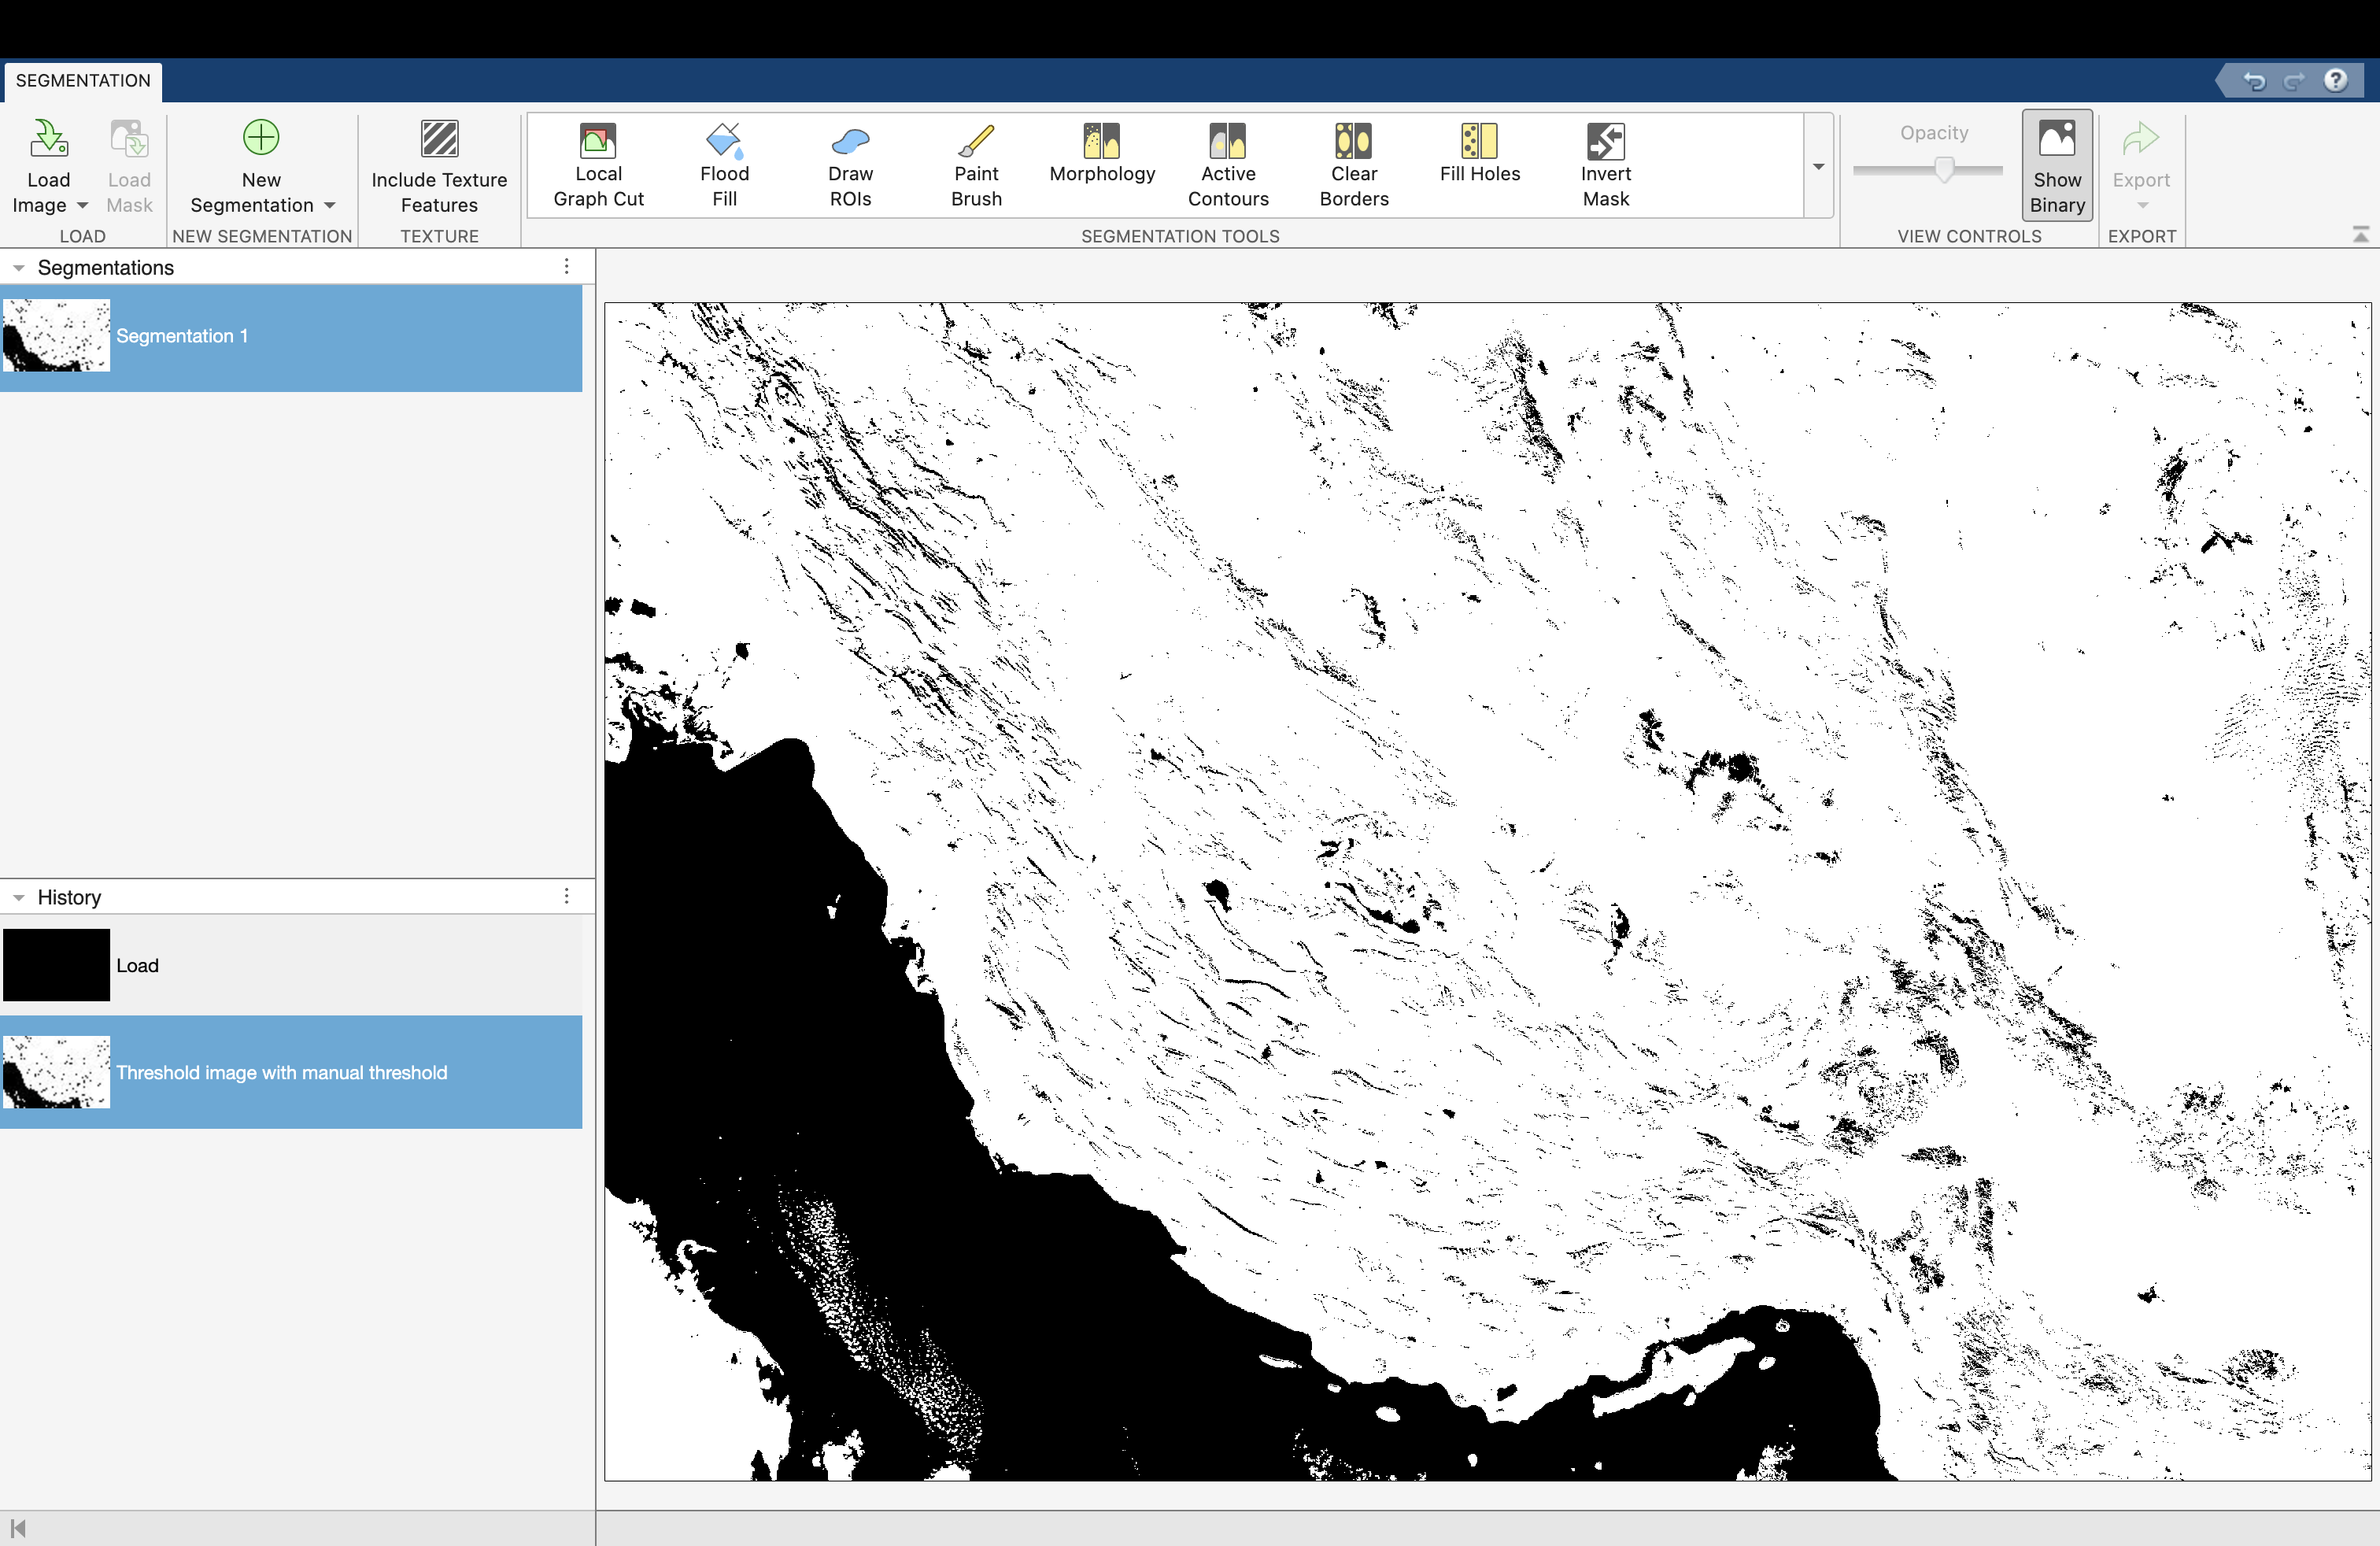 SEGMENTATION
Load
Image
Load
Mask
LOAD
New
Segmentation
NEW SEGMENTATION
Include Texture
Features
TEXTURE
Local
Graph Cut
Flood
Fill
Draw
ROIs
Paint
Brush
Morphology
Active
Contours
Clear
Borders
Fill Holes
Invert
Mask
SEGMENTATION TOOLS
Opacity
Show
Binary
VIEW CONTROLS
Export
EXPORT
Segmentations
Segmentation 1
History
Load
Threshold image with manual threshold